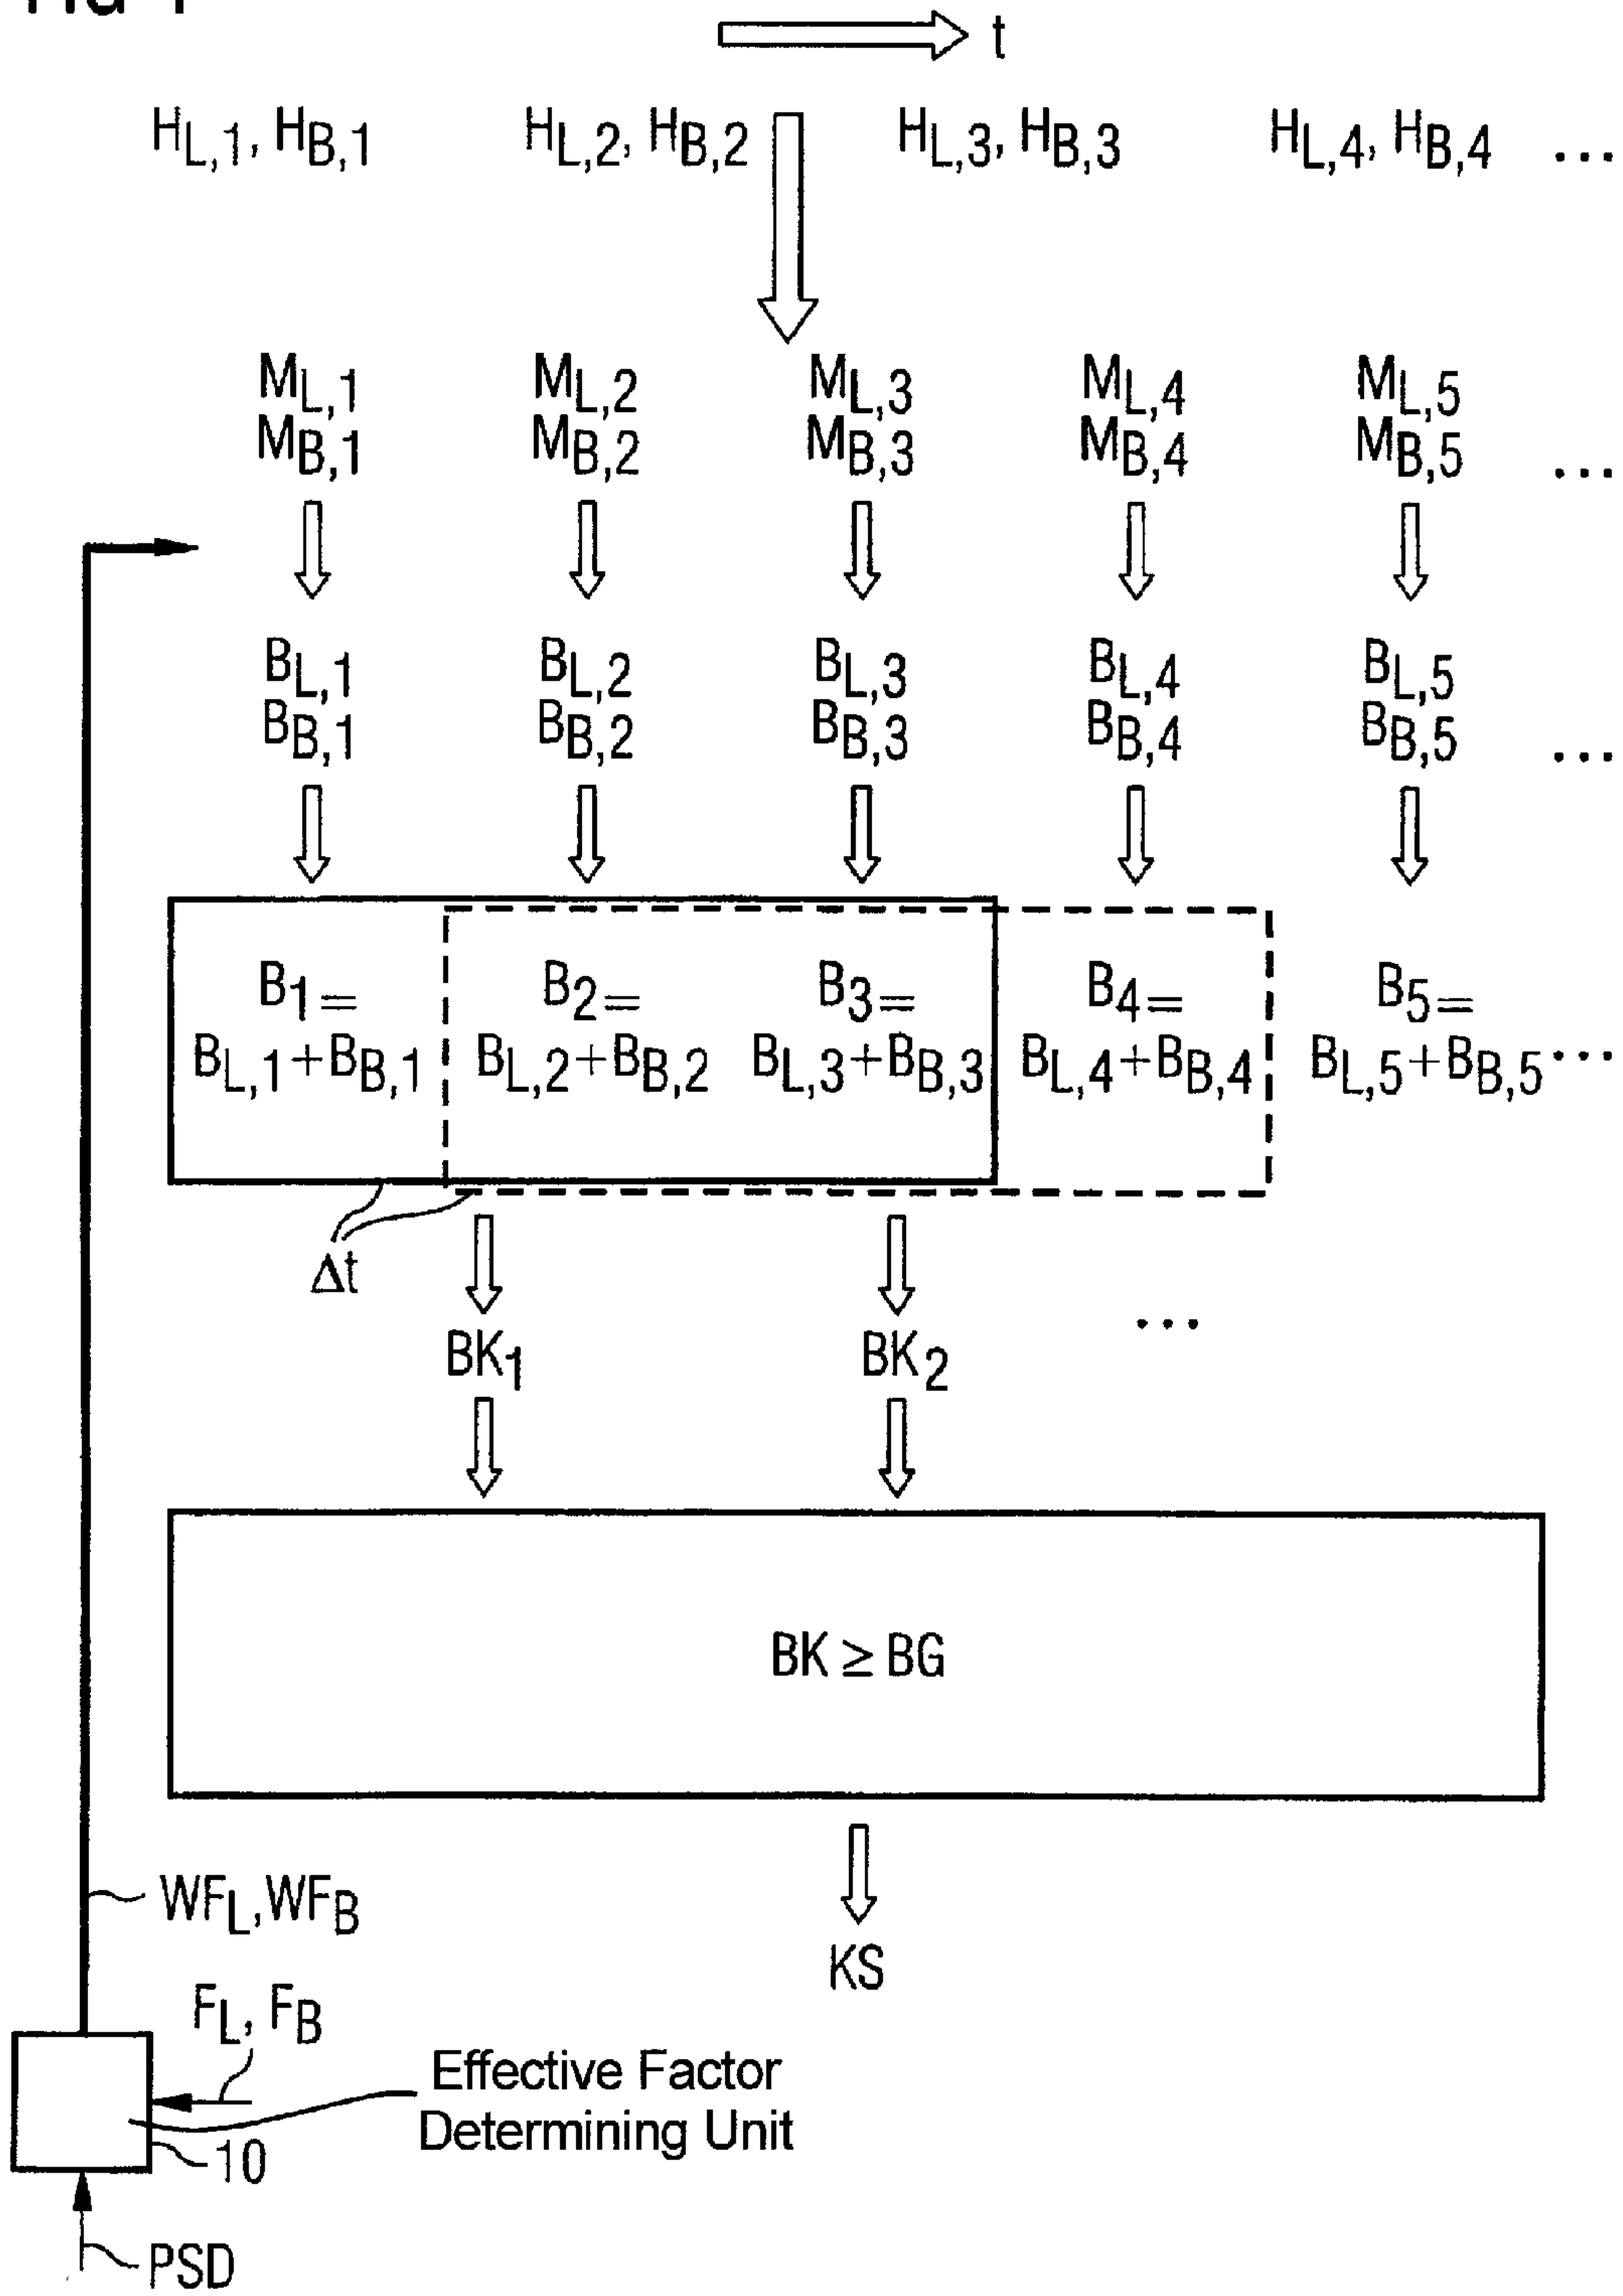 t
H_L,1, H_B,1 H_L,2, H_B,2 H_L,3, H_B,3 H_L,4, H_B,4 ...
M_L,1 M_L,2 M_L,3 M_L,4 M_L,5
M_B,1 M_B,2 M_B,3 M_B,4 M_B,5 ...
B_L,1 B_L,2 B_L,3 B_L,4 B_L,5
B_B,1 B_B,2 B_B,3 B_B,4 B_B,5 ...
B_1= B_2= B_3= B_4= B_5=
B_L,1+B_B,1 B_L,2+B_B,2 B_L,3+B_B,3 B_L,4+B_B,4 B_L,5+B_B,5 ...
Δt
...
BK_1 BK_2
BK ≥ BG
WF_L,WF_B
KS
F_L, F_B
Effective Factor
Determining Unit
10
PSD